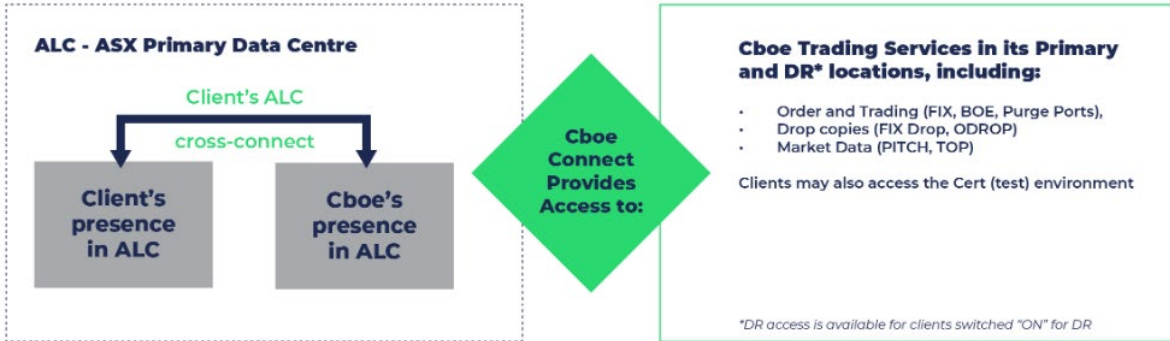 ALC - ASX Primary Data Centre
Client's ALC
cross-connect
Client's
presence
in ALC
Cboe's
presence
in ALC
Cboe
Connect
Provides
Access to:
Cboe Trading Services in its Primary
and DR* locations, including:
• Order and Trading (FIX, BOE, Purge Ports),
• Drop copies (FIX Drop, ODROP)
• Market Data (PITCH, TOP)
Clients may also access the Cert (test) environment
*DR access is available for clients switched "ON" for DR